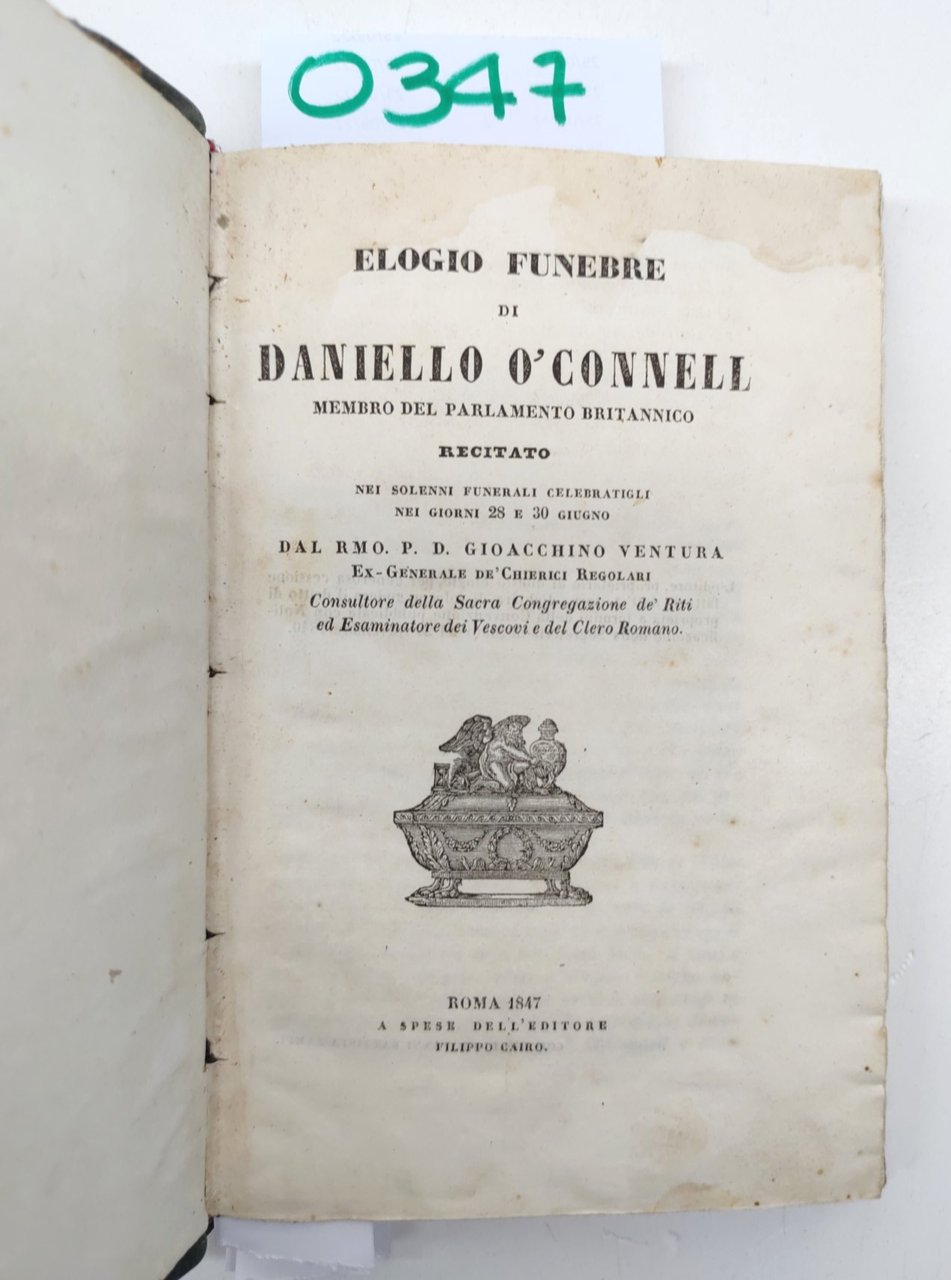 0347
ELOGIO FUNEBRE
DI
DANIELLO O'CONNELL
MEMBRO DEL PARLAMENTO BRITANNICO
RECITATO
NEI SOLENNI FUNERALI CELEBRATIGLI
NEI GIORNI 28 E 30 GIUGNO
DAL RMO. P. D. GIOACCHINO VENTURA
EX-GENERALE DE' CHIERICI REGOLARI
Consultore della Sacra Congregazione de' Riti
ed Esaminatore dei Vescovi e del Clero Romano.
ROMA 1847
A SPESE DELL'EDITORE
FILIPPO CAIRO.